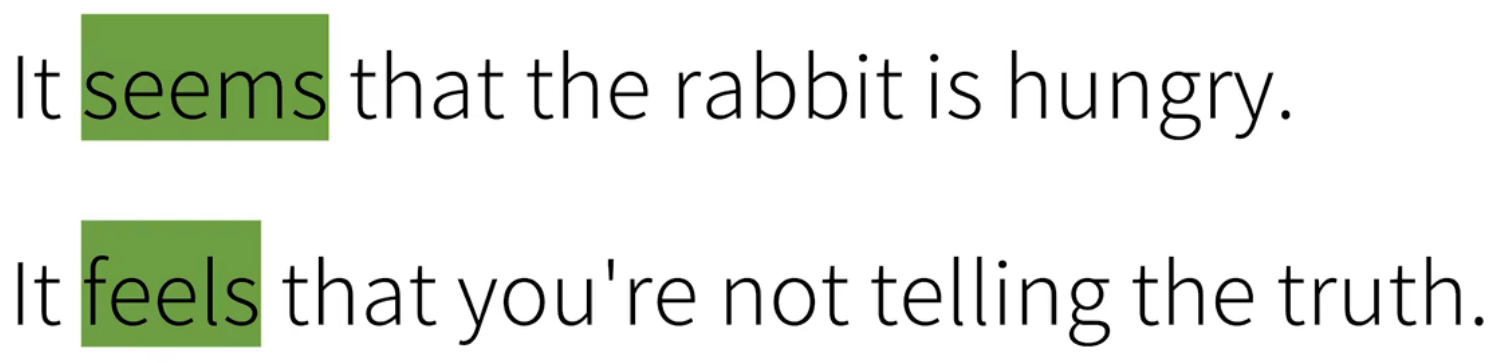 It seems that the rabbit is hungry.
It feels that you're not telling the truth.